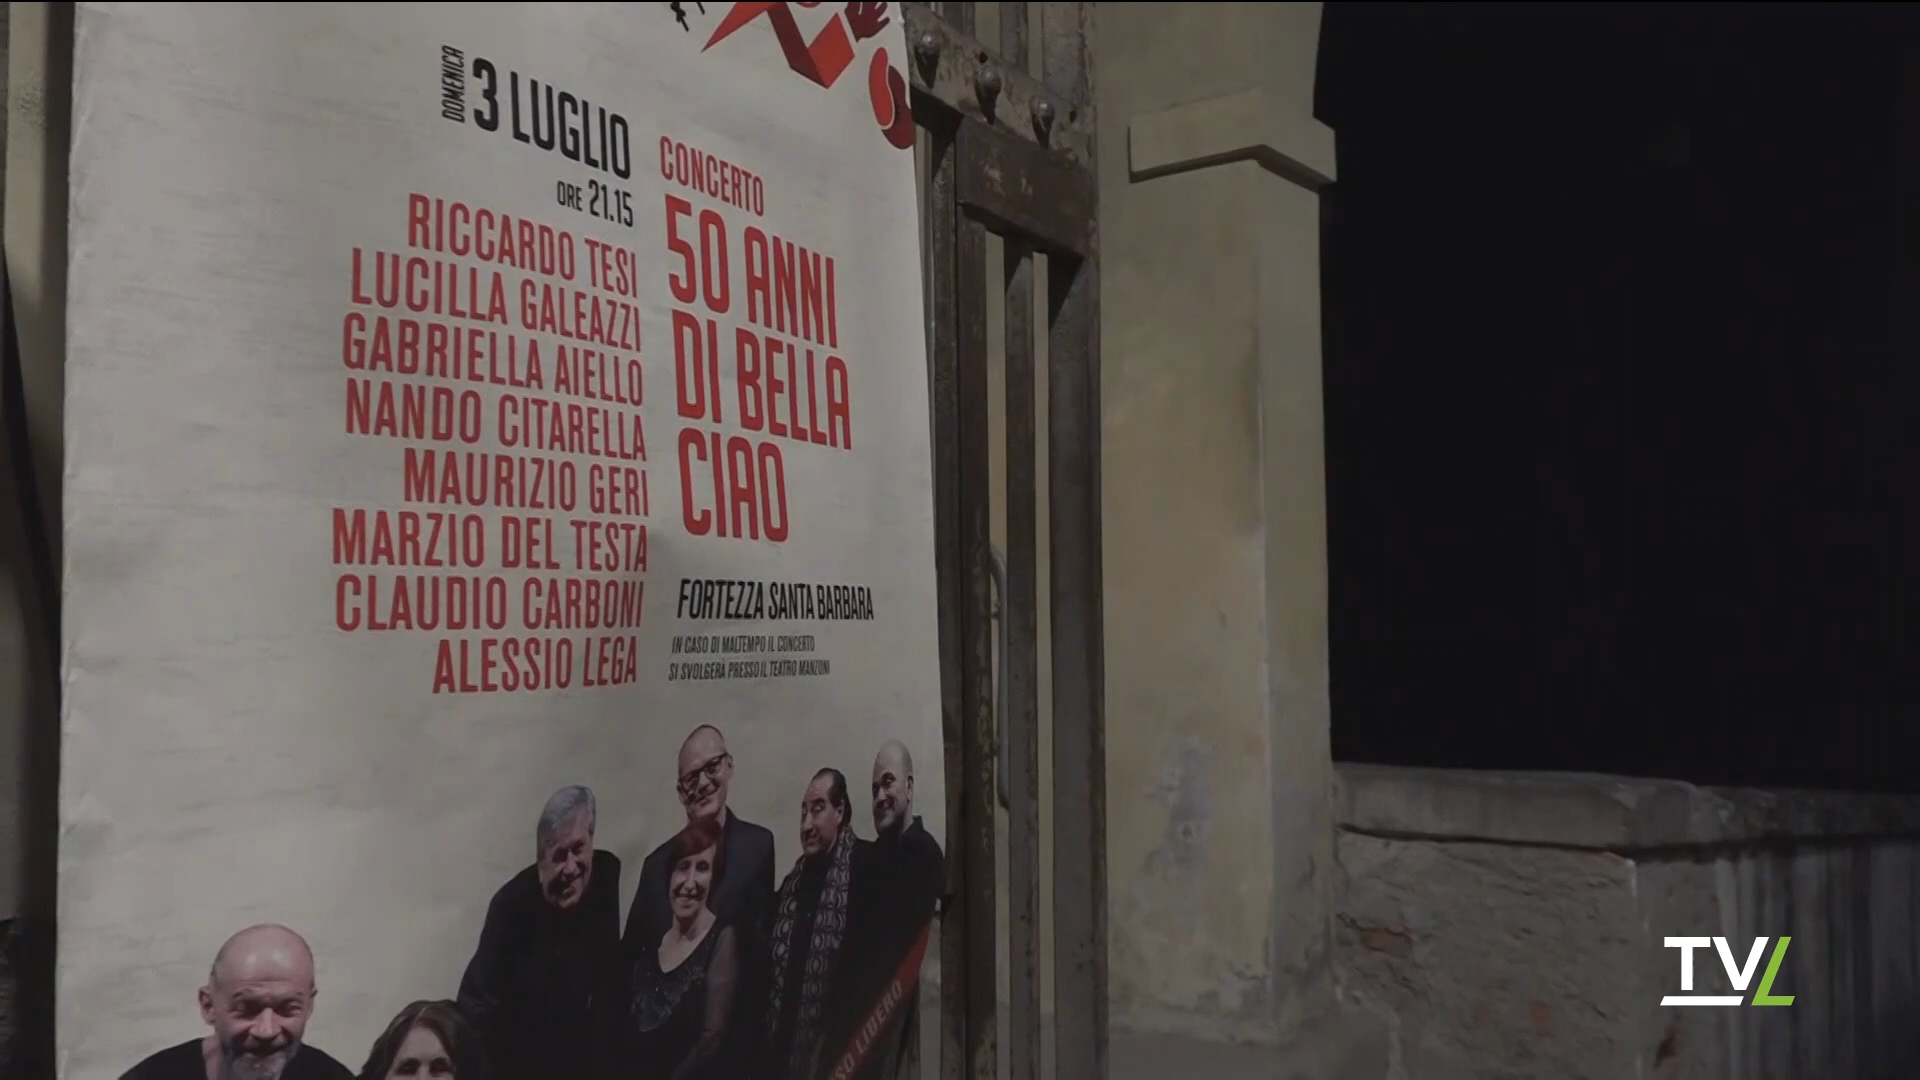 DOMENICA
3 LUGLIO
ORE 21.15
RICCARDO TESI
LUCILLA GALEAZZI
GABRIELLA AIELLO
NANDO CITARELLA
MAURIZIO GERI
MARZIO DEL TESTA
CLAUDIO CARBONI
ALESSIO LEGA
CONCERTO
50 ANNI
DI BELLA
CIAO
FORTEZZA SANTA BARBARA
IN CASO DI MALTEMPO IL CONCERTO
SI SVOLGERÀ PRESSO IL TEATRO MANZONI
SO LIBERO
TVL